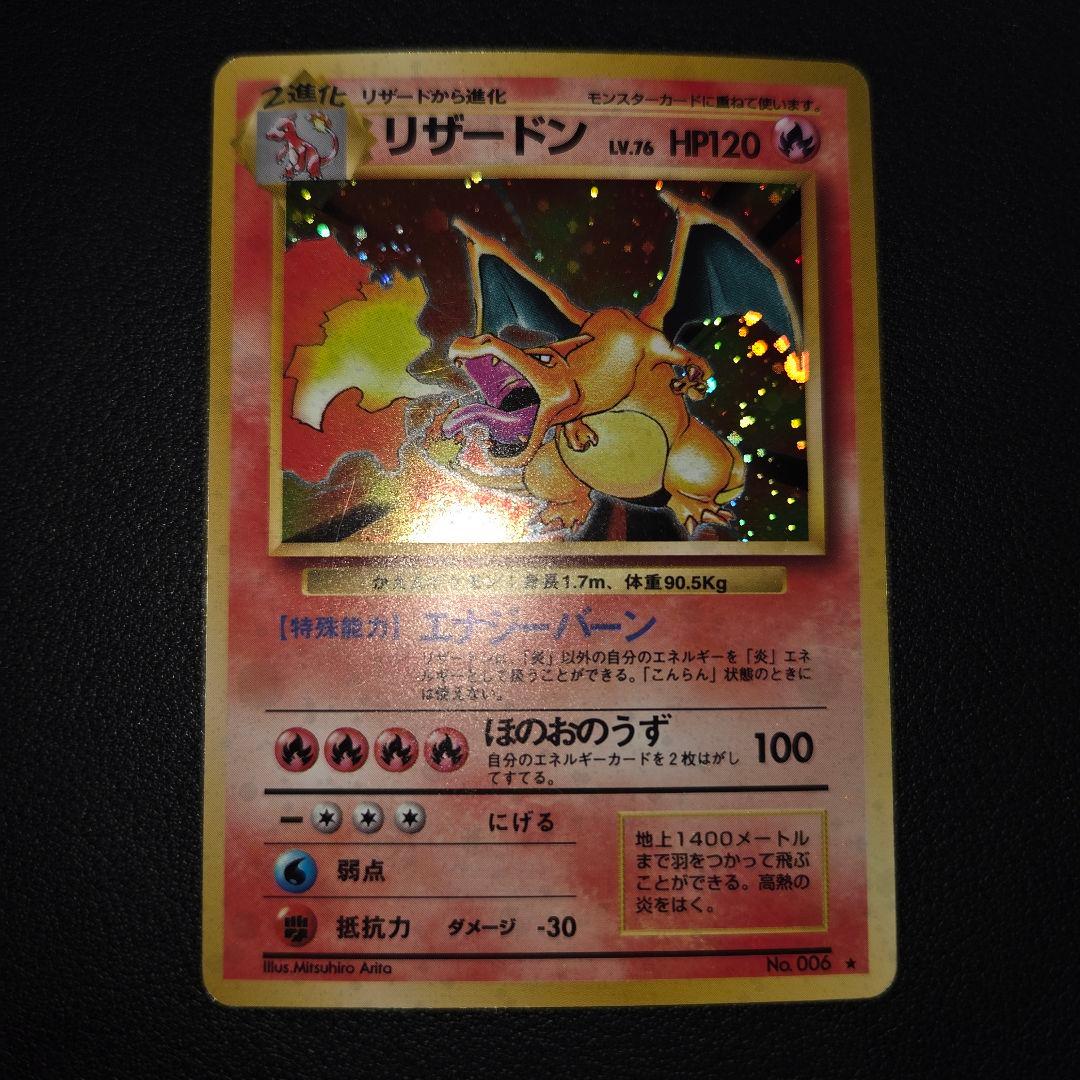 2進化 リザードから進化 モンスターカードに重ねて使います。
リザードン LV.76 HP120
身長1.7m、体重90.5Kg
【特殊能力】 エナジーバーン
リザードンは、「炎」以外の自分のエネルギーを「炎」エネ
ルギーとして扱うことができる。「こんらん」状態のときに
は使えない。
ほのおのうず 100
自分のエネルギーカードを2枚はがし
てすてる。
ー にげる
弱点
抵抗力 ダメージ -30
地上1400メートル
まで羽をつかって飛ぶ
ことができる。高熱の
炎をはく。
Illus.Mitsuhiro Arita No. 006 ★